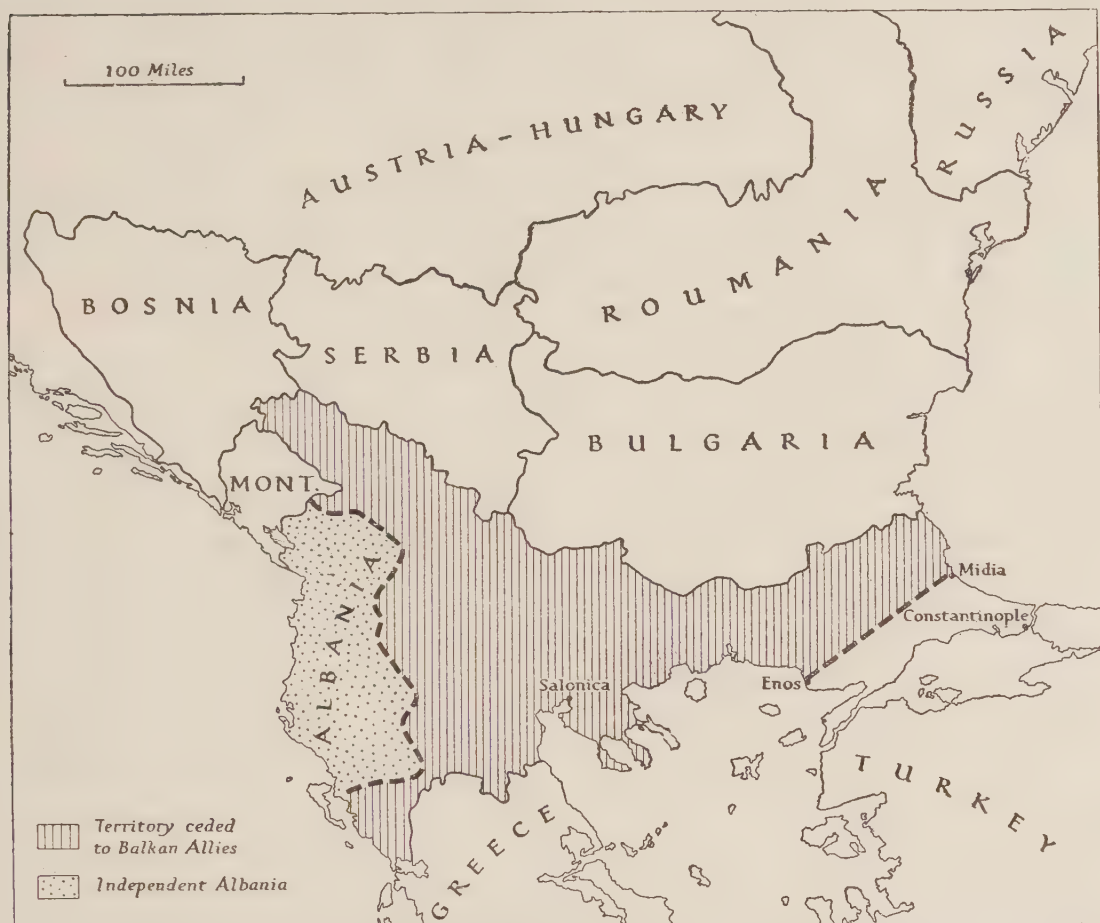 100 Miles
AUSTRIA-HUNGARY
RUSSIA
ROUMANIA
BOSNIA
SERBIA
BULGARIA
MONT.
Midia
Constantinople
ALBANIA
Salonica
Enos
TURKEY
GREECE
Territory ceded
to Balkan Allies
Independent Albania